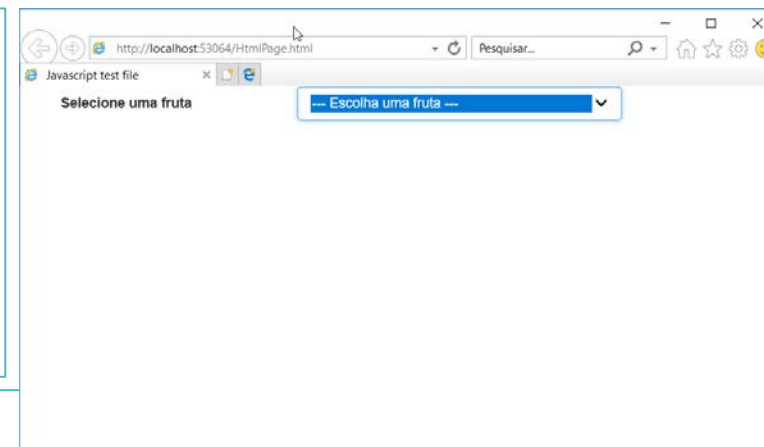 http://localhost:53064/HtmlPage.html
Pesquisar...
Javascript test file
Selecione uma fruta
--- Escolha uma fruta ---